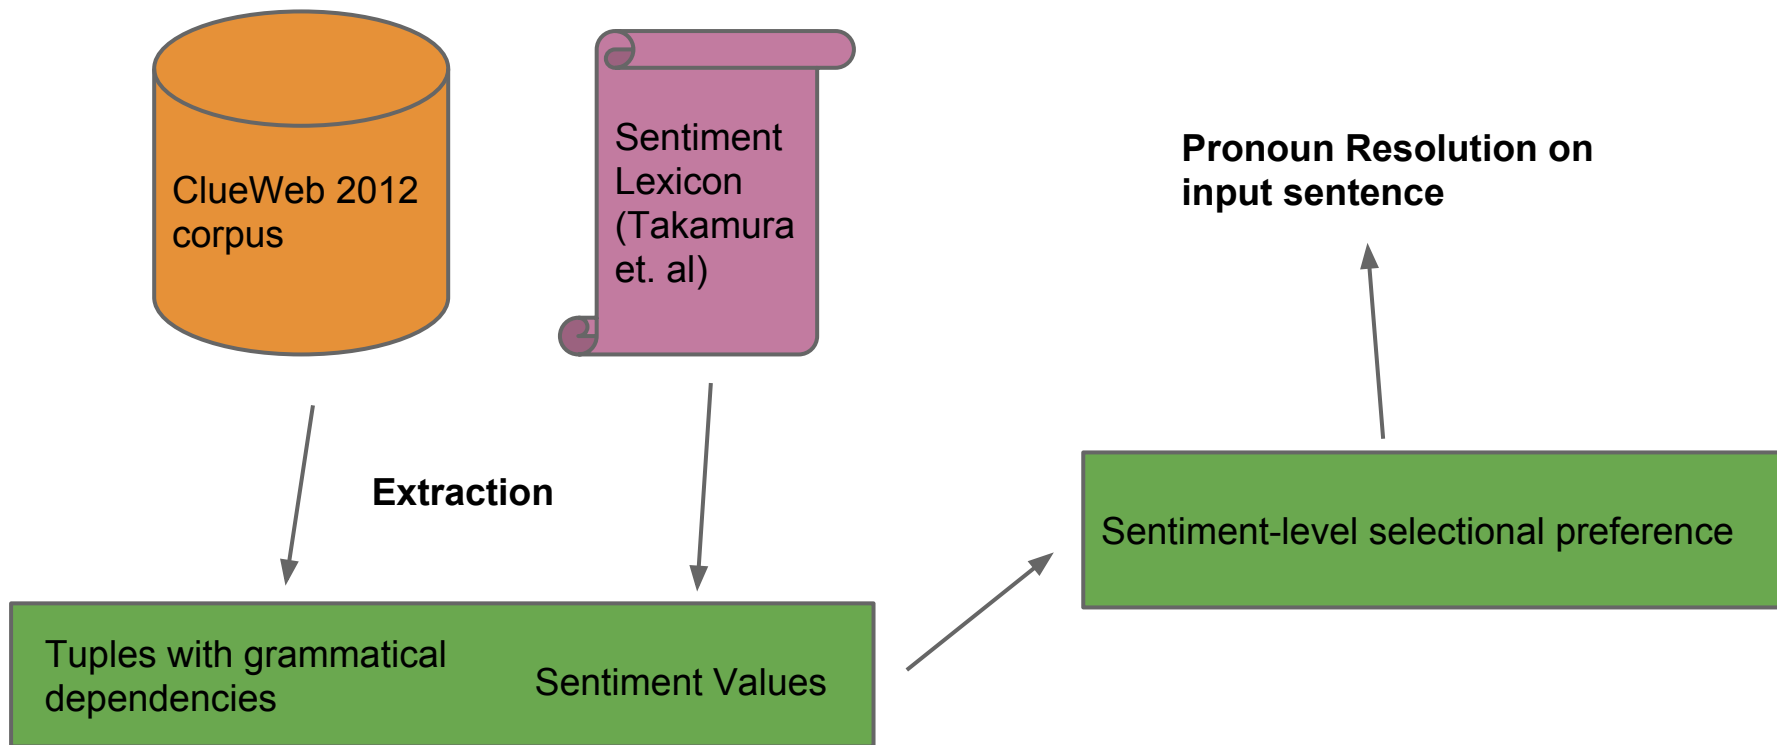 ClueWeb 2012
corpus
Sentiment
Lexicon
(Takamura
et. al)
Pronoun Resolution on
input sentence
Extraction
Sentiment-level selectional preference
Tuples with grammatical
dependencies
Sentiment Values